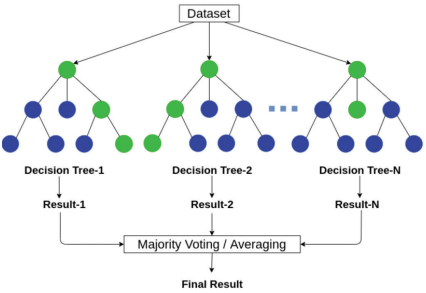 Dataset
Decision Tree-1
Decision Tree-2
Decision Tree-N
Result-1
Result-2
Result-N
Majority Voting / Averaging
Final Result